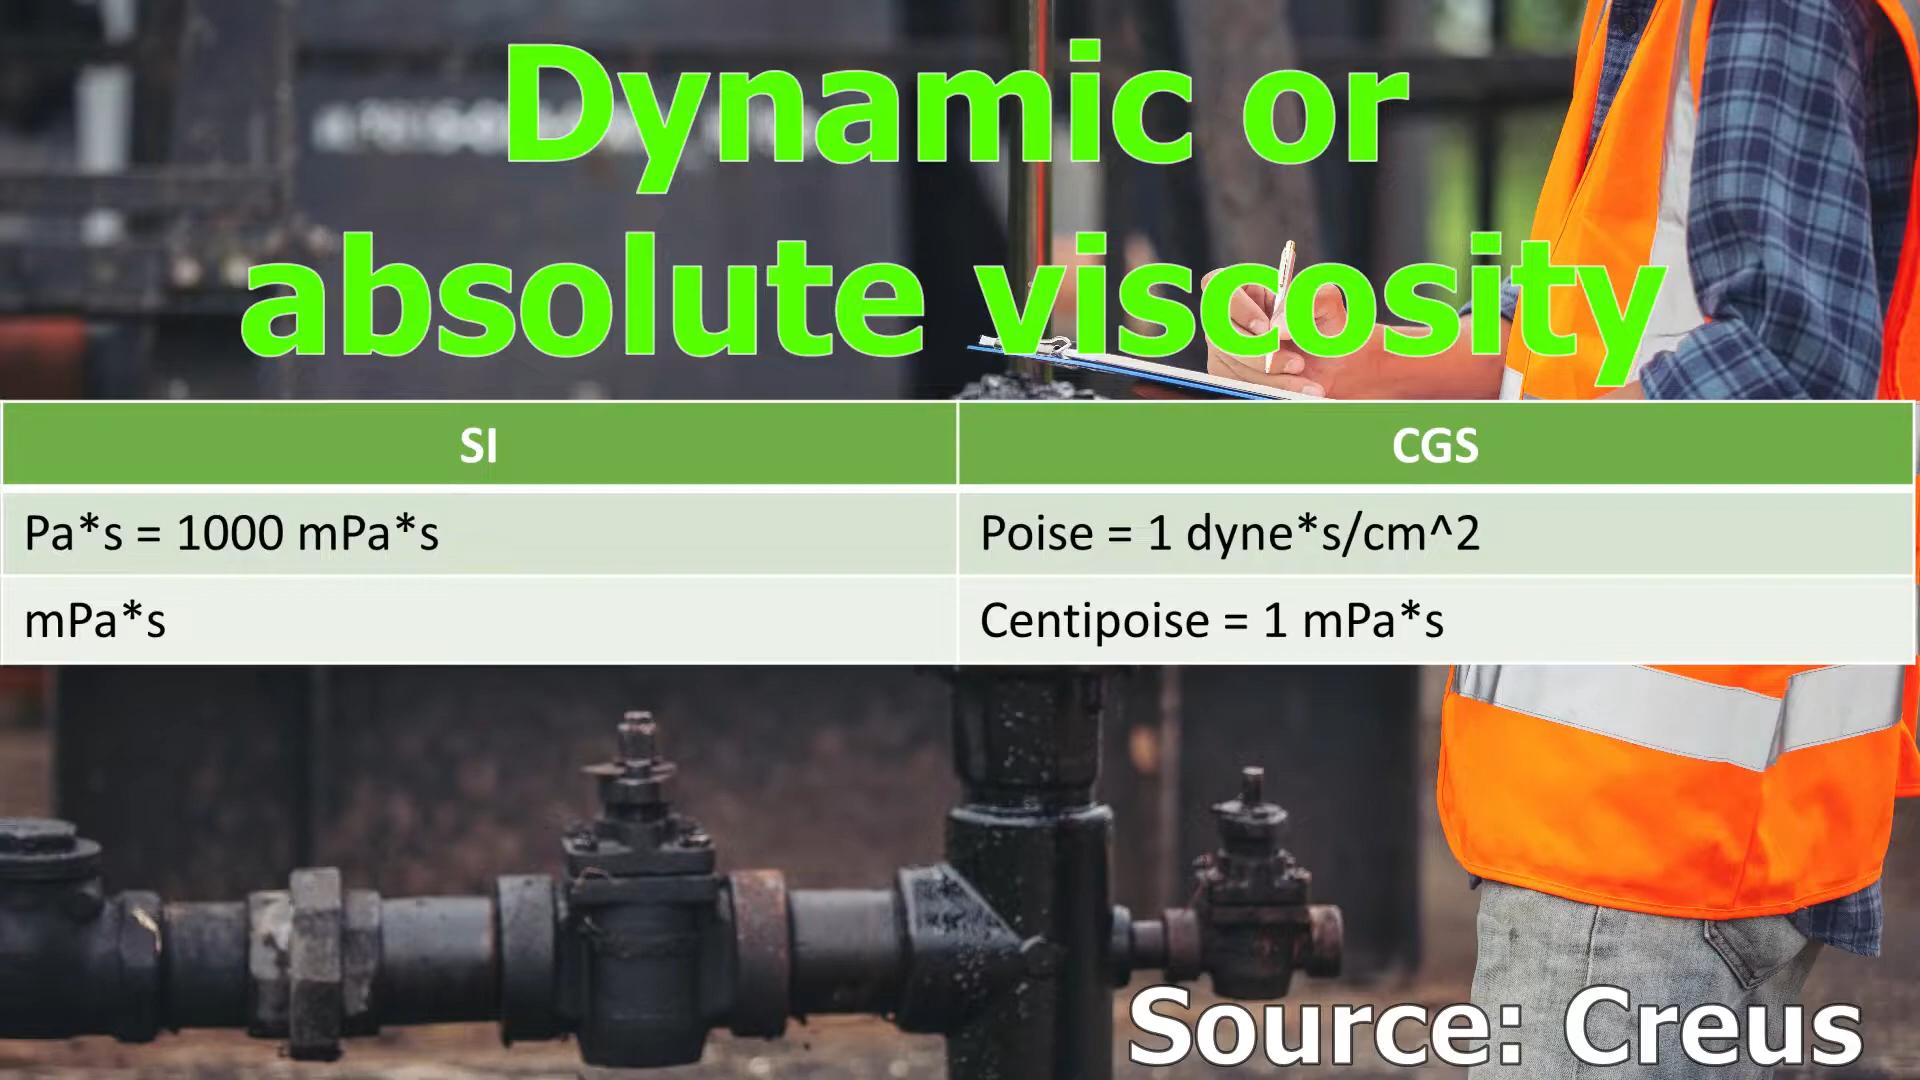 Dynamic or
absolute viscosity
SI CGS
Pa*s = 1000 mPa*s Poise = 1 dyne*s/cm^2
mPa*s Centipoise = 1 mPa*s
Source: Creus